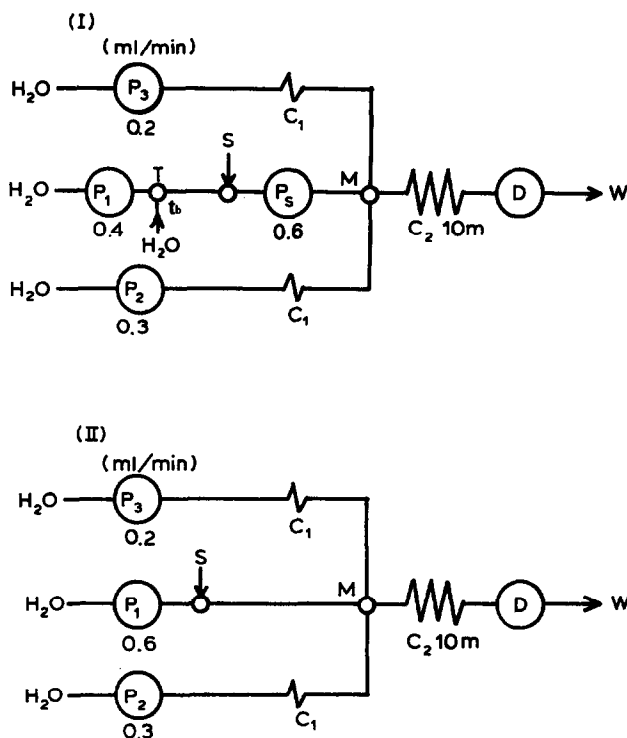 (I)
(ml/min)
H₂O P₃ 0.2 C₁
S
H₂O P₁ 0.4 T t_b H₂O Pₛ 0.6 M C₂ 10m D W
H₂O P₂ 0.3 C₁
(II)
(ml/min)
H₂O P₃ 0.2 C₁
S
H₂O P₁ 0.6 M C₂ 10m D W
H₂O P₂ 0.3 C₁